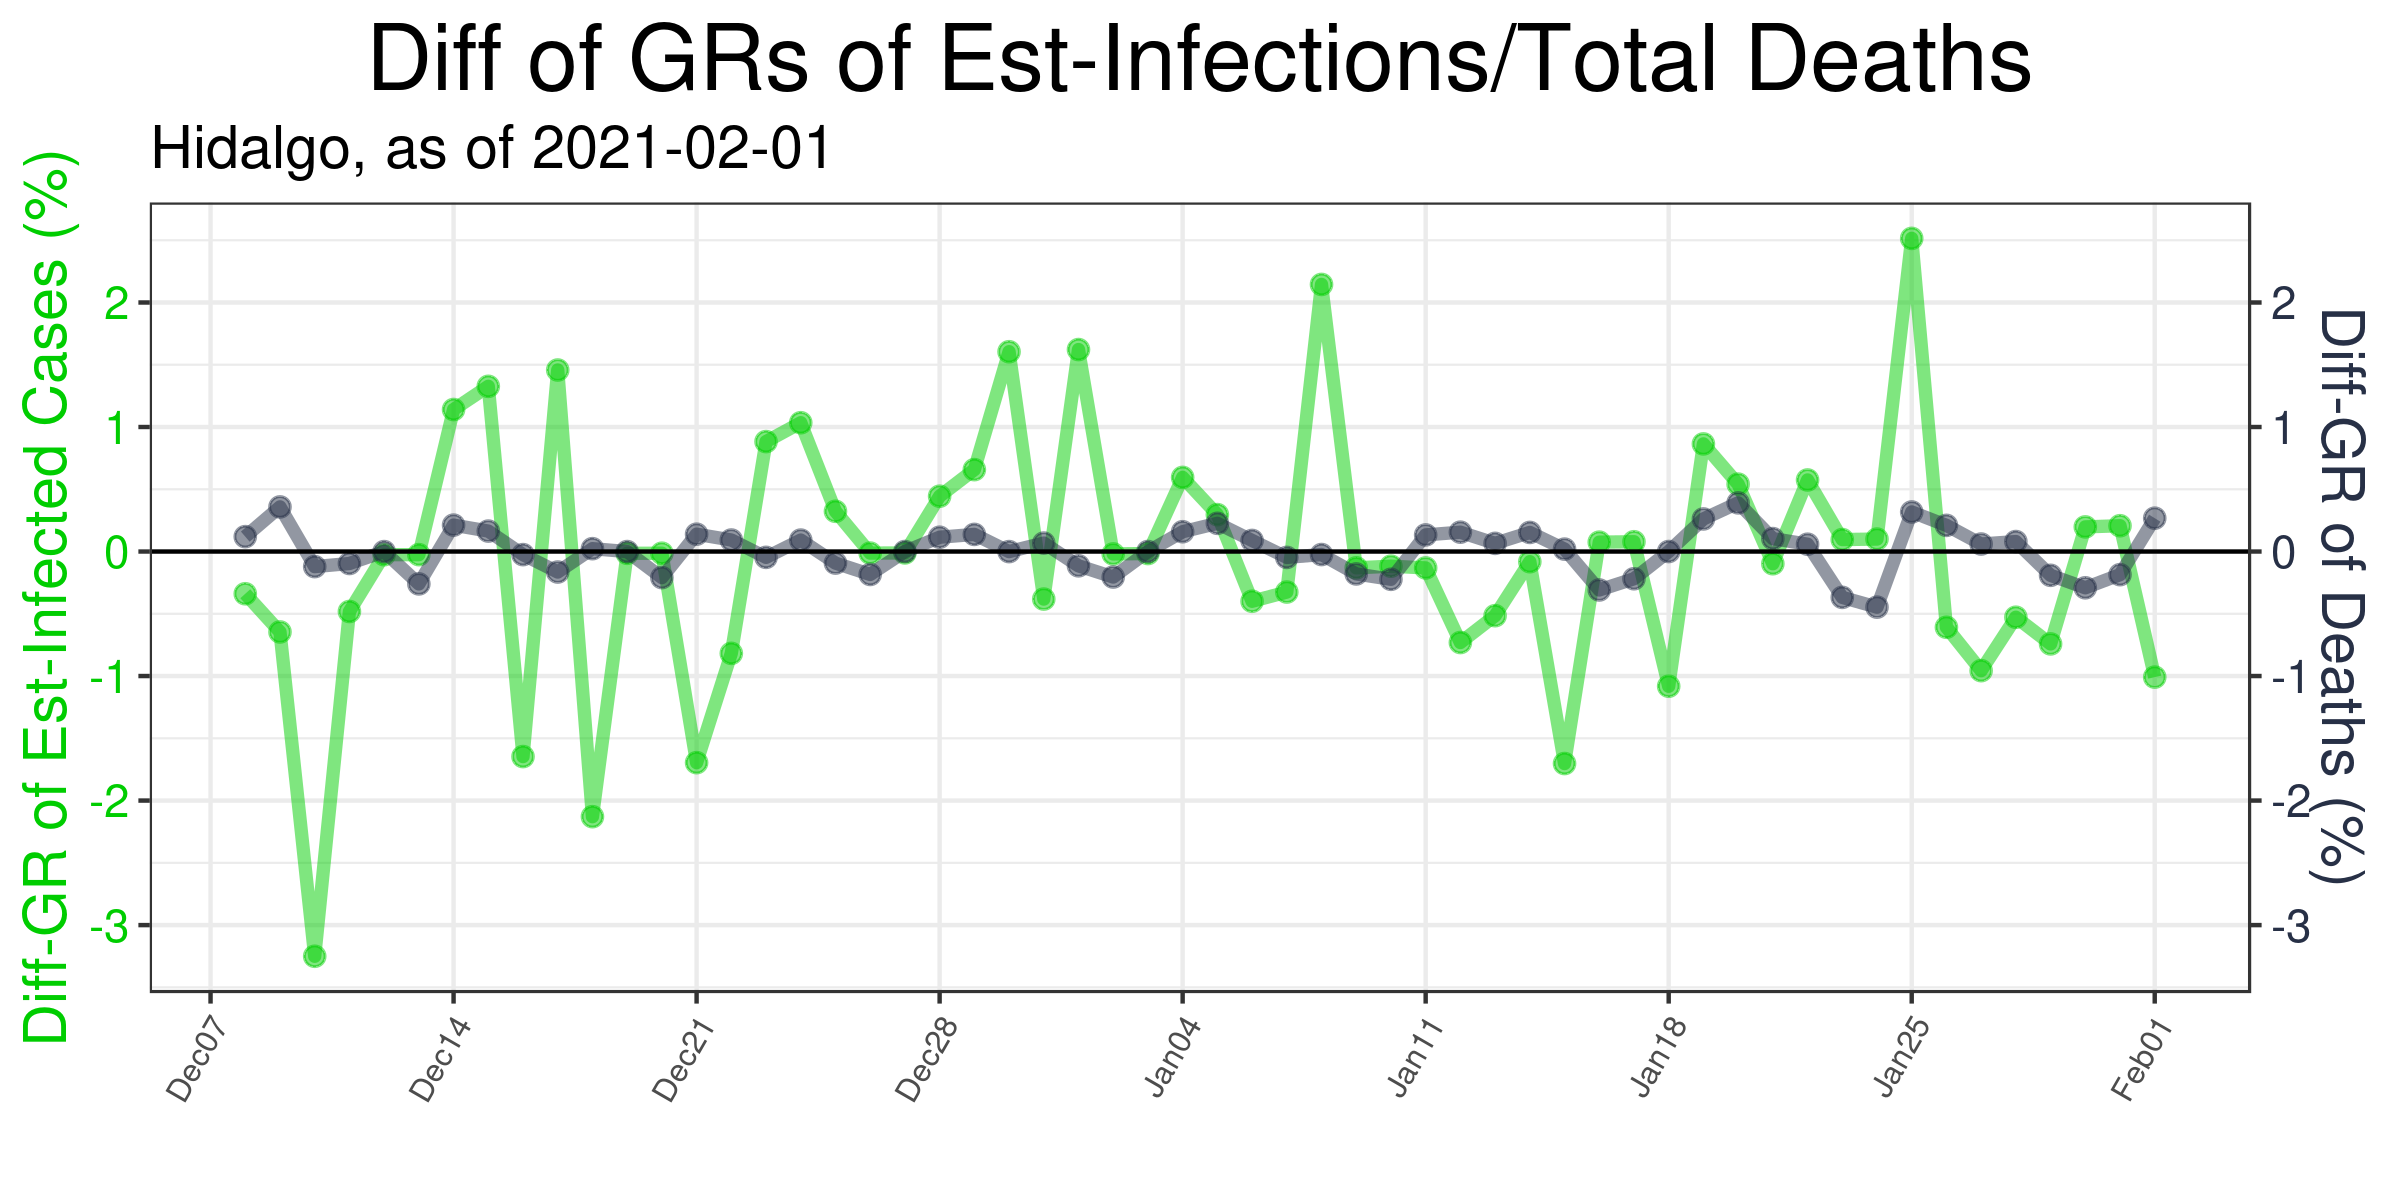 Diff of GRs of Est-Infections/Total Deaths
Hidalgo, as of 2021-02-01
Diff-GR of Est-Infected Cases (%)
2
1
0
-1
-2
-3
2
1
0
-1
-2
-3
Diff-GR of Deaths (%)
Dec07
Dec14
Dec21
Dec28
Jan04
Jan11
Jan18
Jan25
Feb01